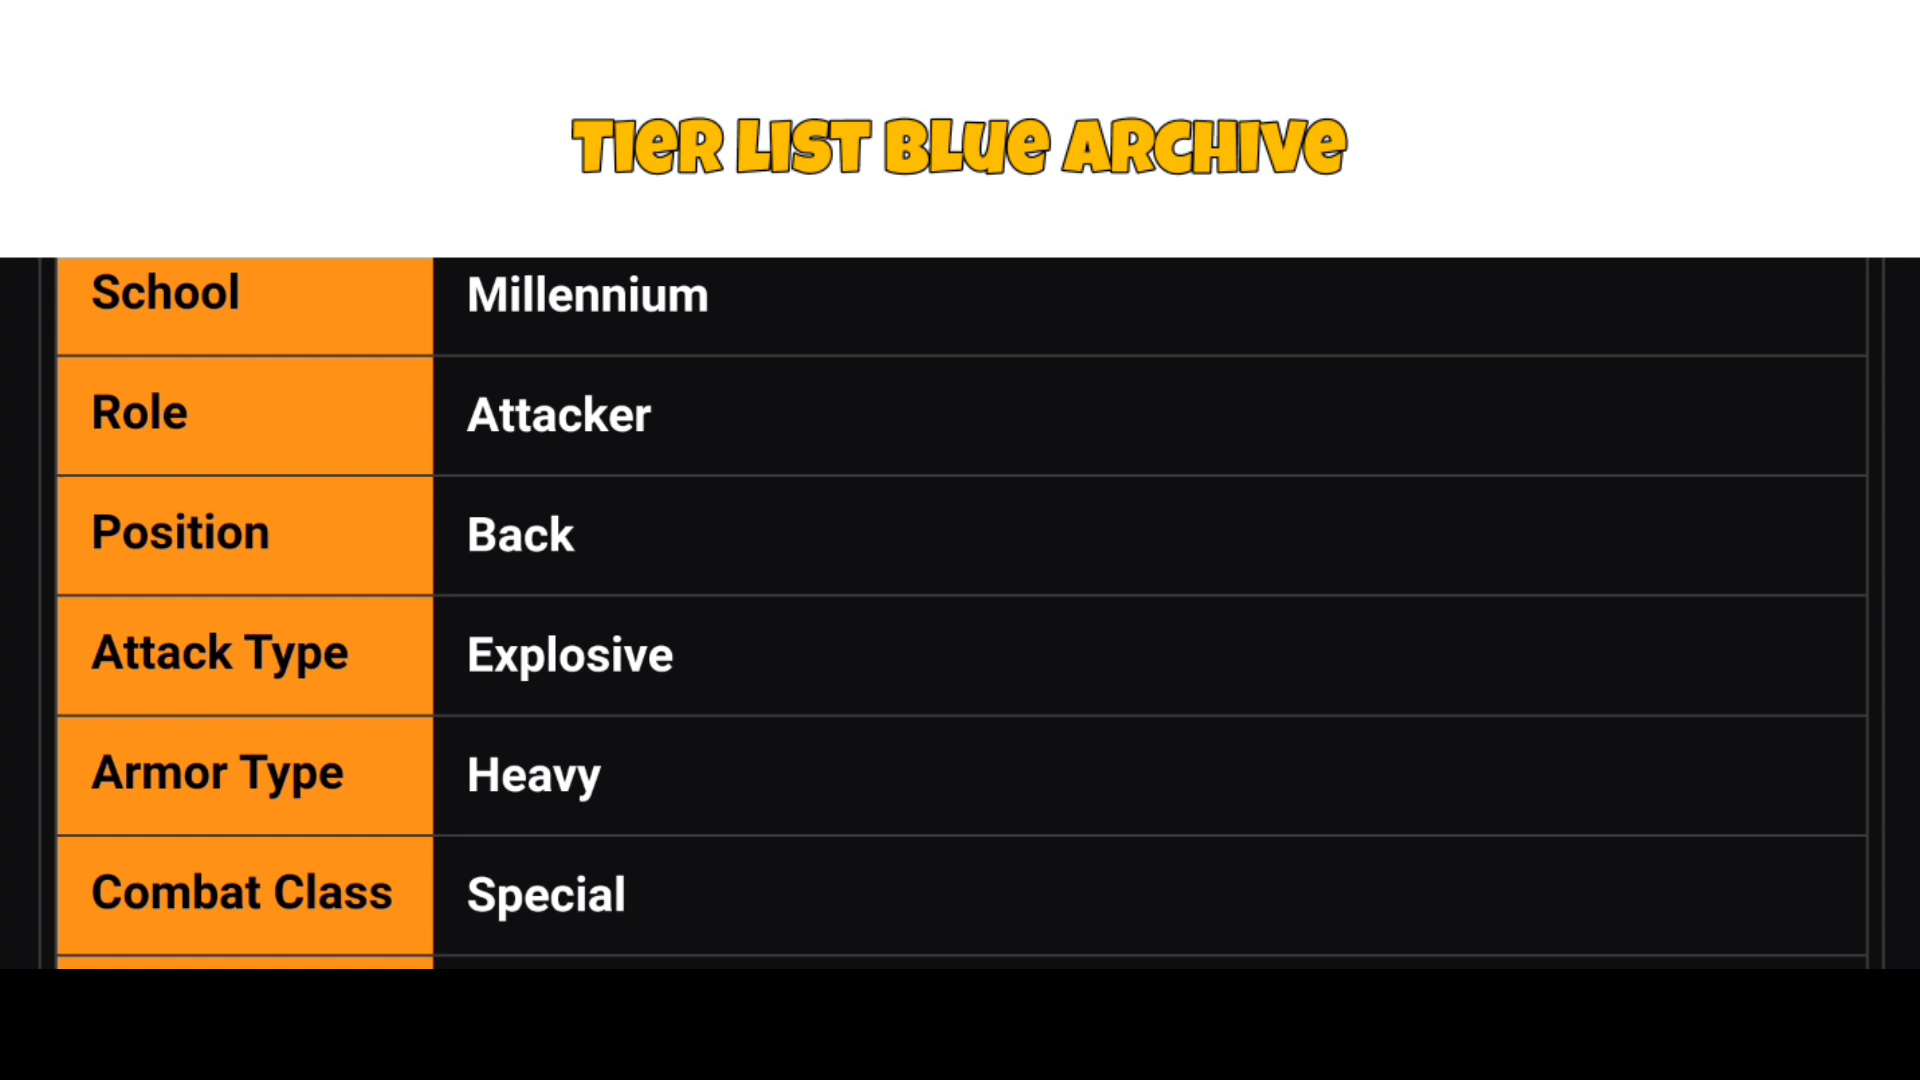 TIER LIST BLUE ARCHIVE
School Millennium
Role Attacker
Position Back
Attack Type Explosive
Armor Type Heavy
Combat Class Special